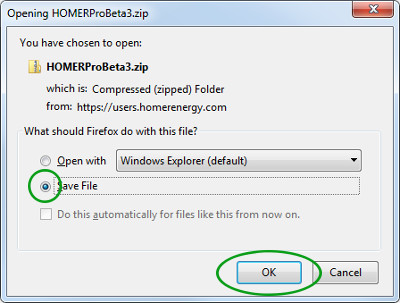 Opening HOMERProBeta3.zip
You have chosen to open:
HOMERProBeta3.zip
which is: Compressed (zipped) Folder
from: https://users.homerenergy.com
What should Firefox do with this file?
Open with Windows Explorer (default)
Save File
Do this automatically for files like this from now on.
OK Cancel